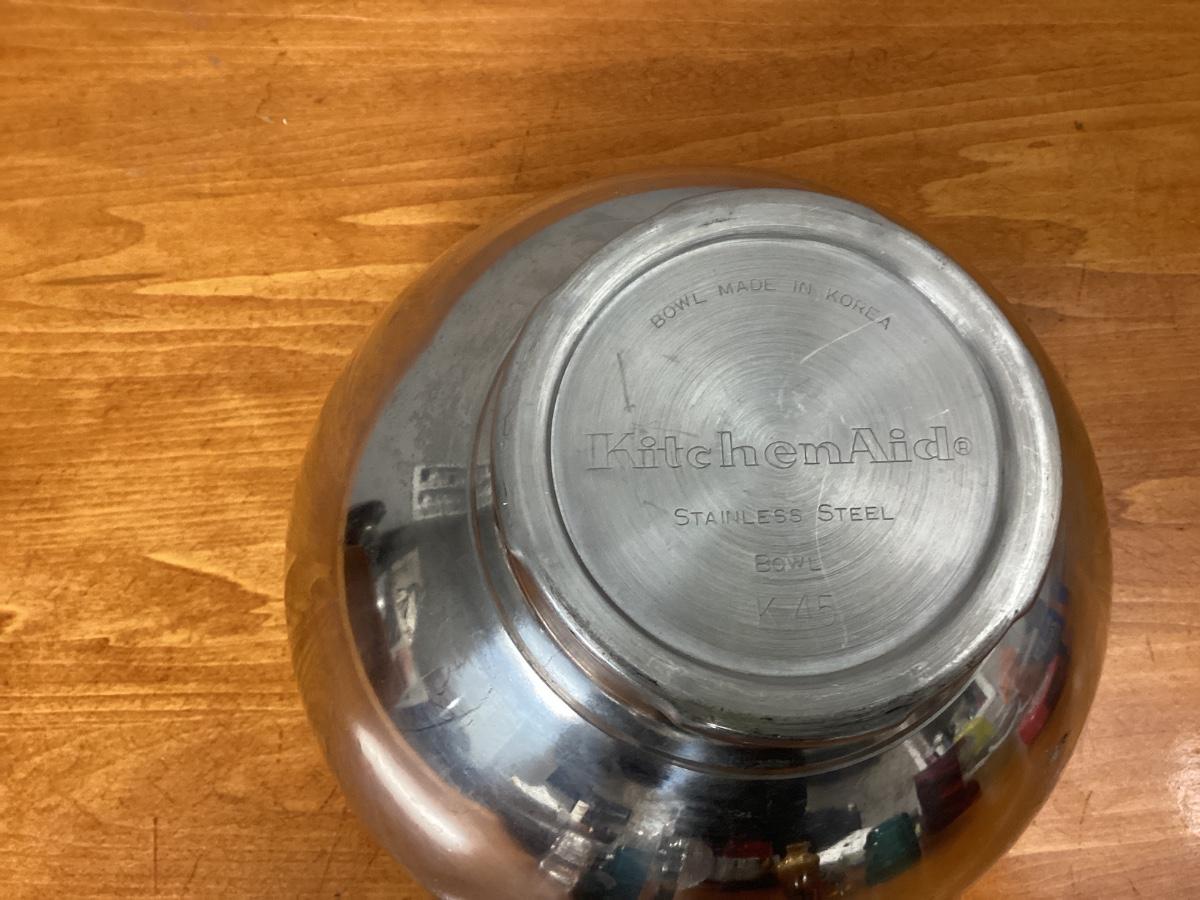 BOWL MADE IN KOREA
KitchenAid®
STAINLESS STEEL
BOWL
K 45